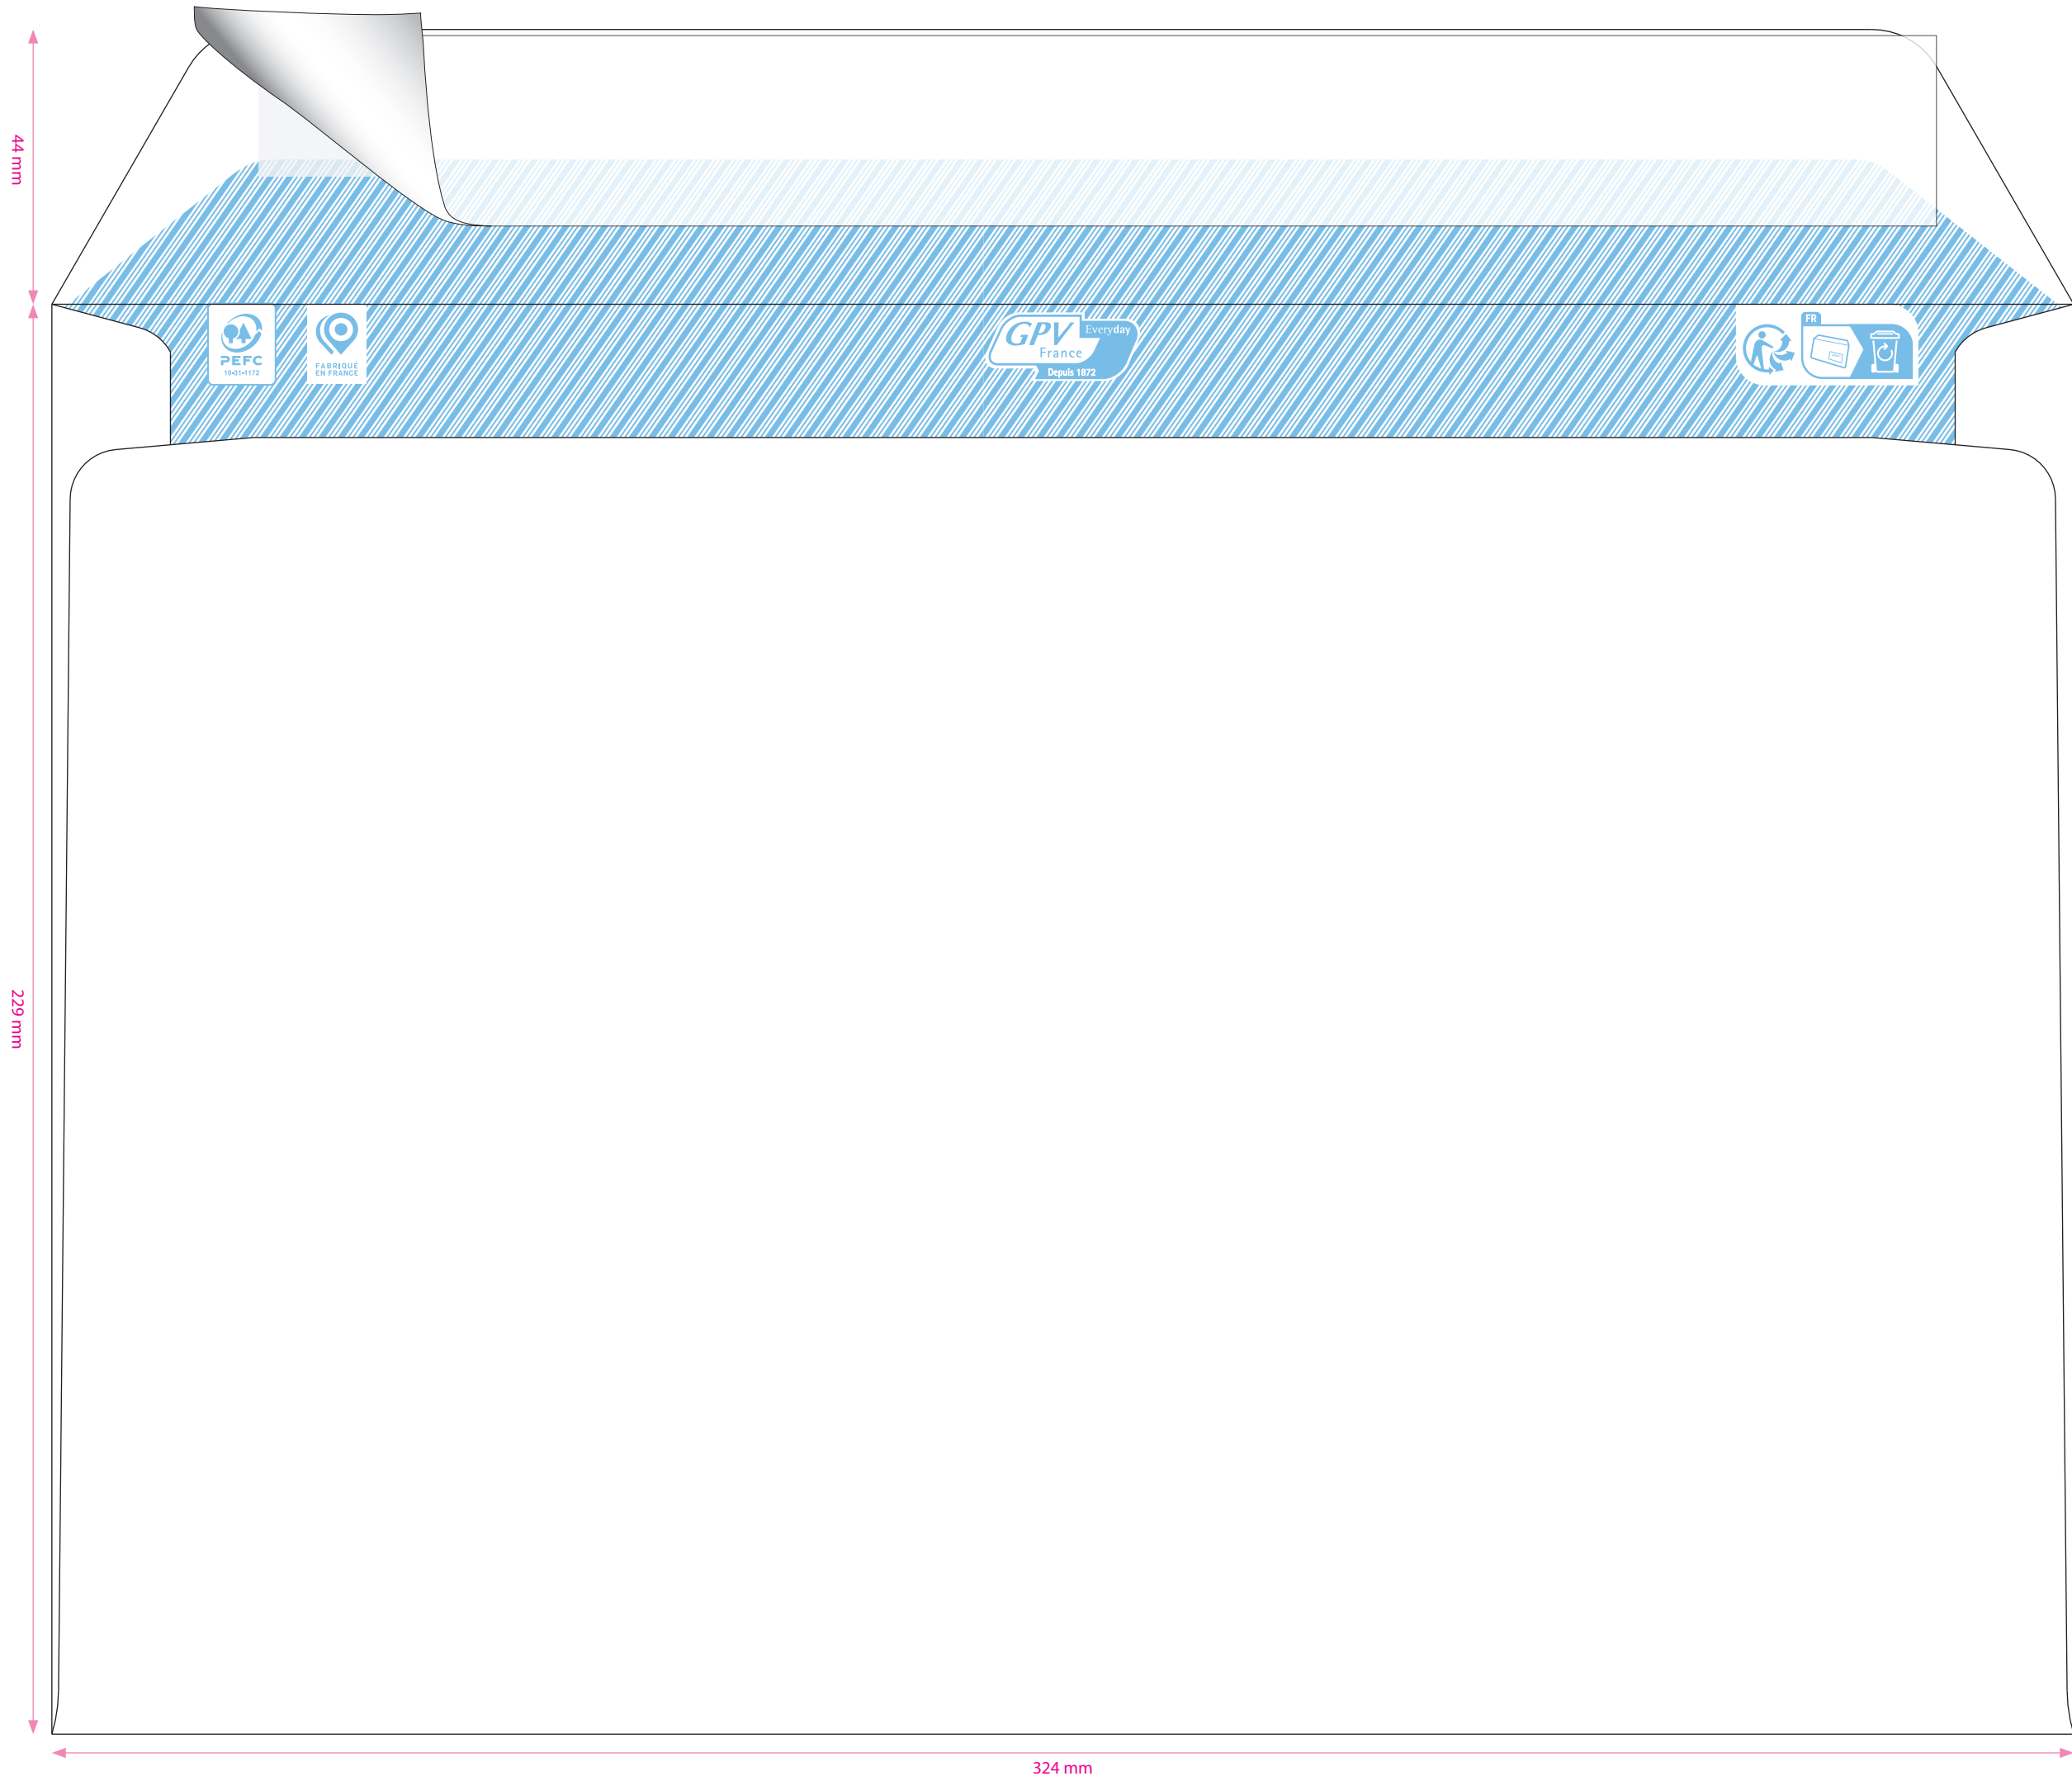 44 mm
PEFC
10•31•1172
FABRIQUÉ
EN FRANCE
GPV
Everyday
France
Depuis 1872
FR
229 mm
324 mm